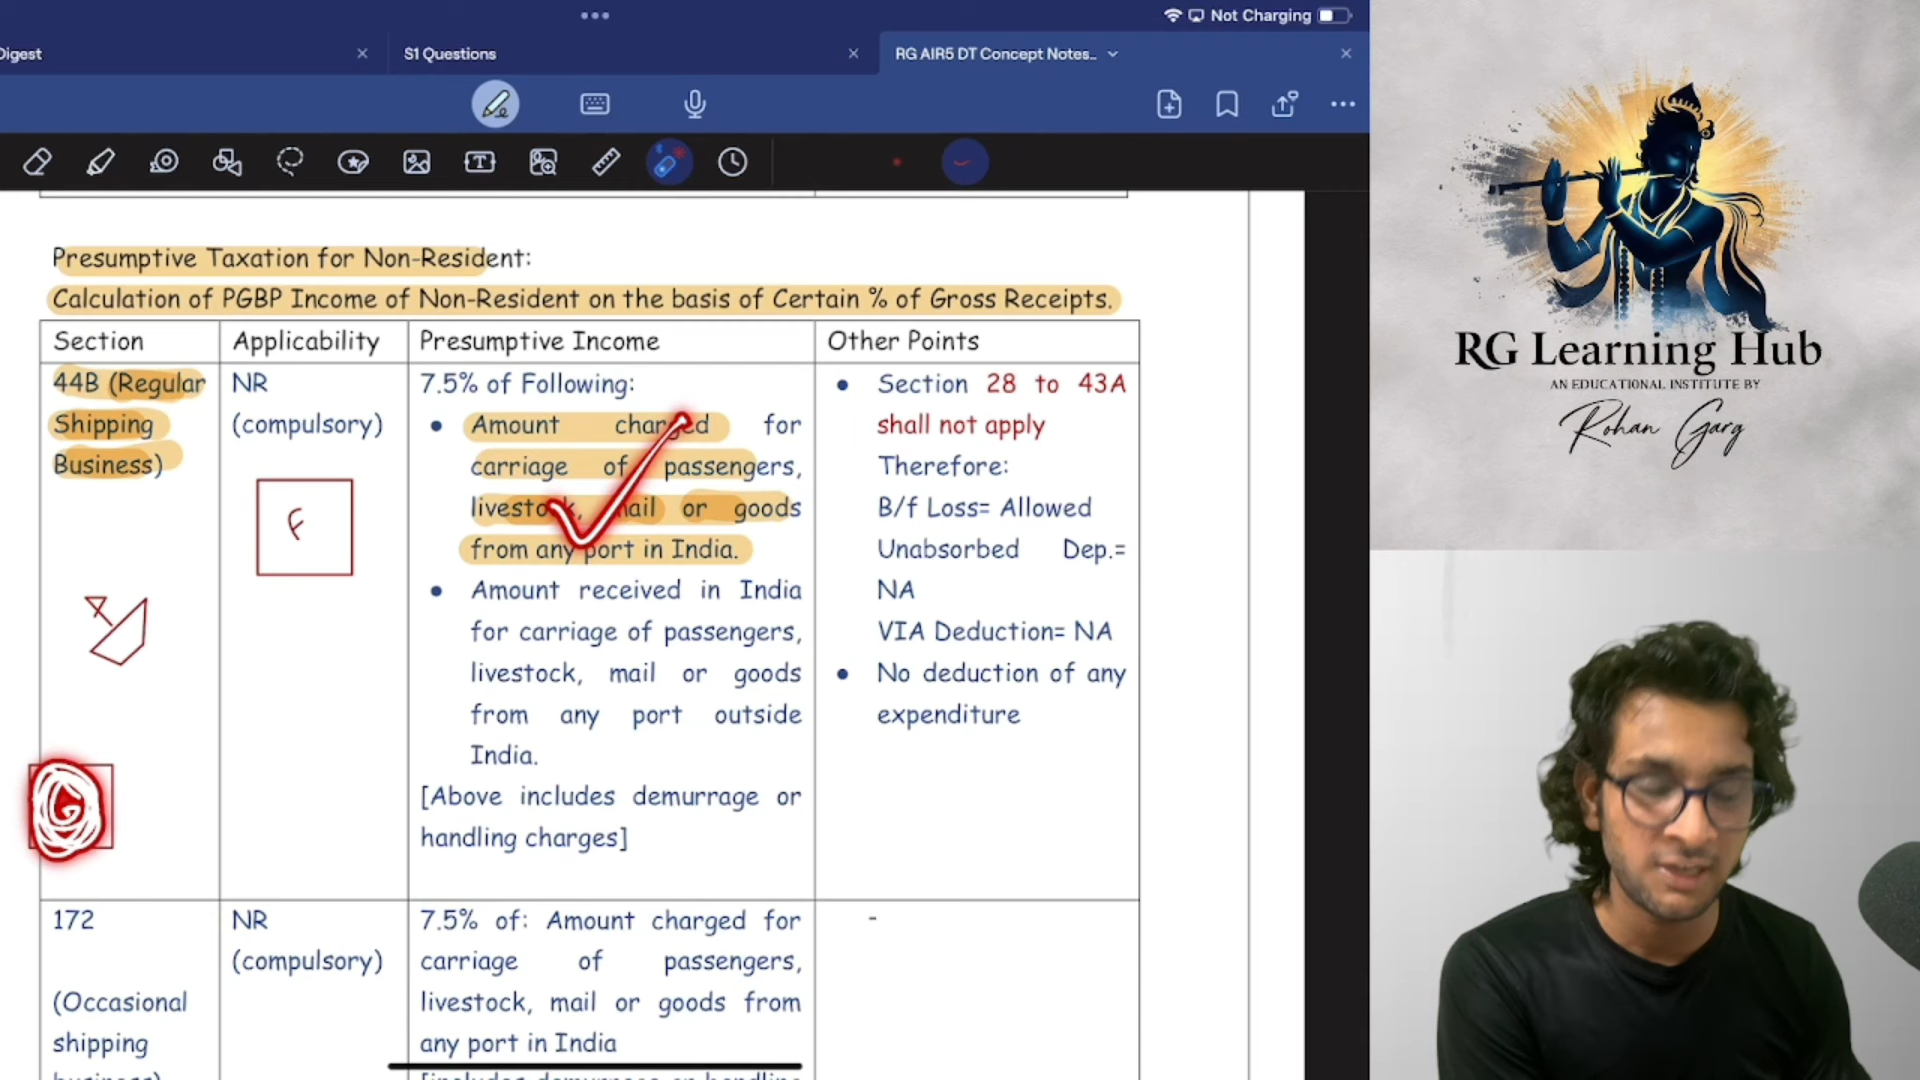 Not Charging
Digest
S1 Questions
RG AIR5 DT Concept Notes..
Presumptive Taxation for Non-Resident:
Calculation of PGBP Income of Non-Resident on the basis of Certain % of Gross Receipts.
Section
Applicability
Presumptive Income
Other Points
44B (Regular
Shipping
Business)
NR
(compulsory)
F
7.5% of Following:
• Amount charged for
carriage of passengers,
livestock, mail or goods
from any port in India.
• Amount received in India
for carriage of passengers,
livestock, mail or goods
from any port outside
India.
[Above includes demurrage or
handling charges]
• Section 28 to 43A
shall not apply
Therefore:
B/f Loss= Allowed
Unabsorbed Dep.=
NA
VIA Deduction= NA
• No deduction of any
expenditure
172
(Occasional
shipping
business)
NR
(compulsory)
7.5% of: Amount charged for
carriage of passengers,
livestock, mail or goods from
any port in India
[includes demurrage or handling
-
RG Learning Hub
AN EDUCATIONAL INSTITUTE BY
Rohan Garg